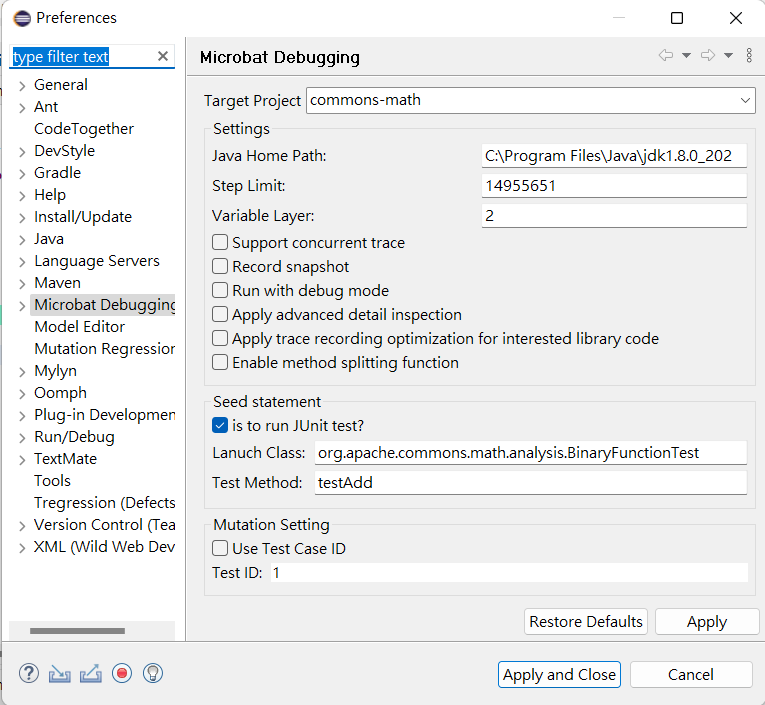 Preferences
type filter text
General
Ant
CodeTogether
DevStyle
Gradle
Help
Install/Update
Java
Language Servers
Maven
Microbat Debugging
Model Editor
Mutation Regression
Mylyn
Oomph
Plug-in Developmen
Run/Debug
TextMate
Tools
Tregression (Defects
Version Control (Tea
XML (Wild Web Dev
Microbat Debugging
Target Project commons-math
Settings
Java Home Path: C:\Program Files\Java\jdk1.8.0_202
Step Limit: 14955651
Variable Layer: 2
Support concurrent trace
Record snapshot
Run with debug mode
Apply advanced detail inspection
Apply trace recording optimization for interested library code
Enable method splitting function
Seed statement
is to run JUnit test?
Lanuch Class: org.apache.commons.math.analysis.BinaryFunctionTest
Test Method: testAdd
Mutation Setting
Use Test Case ID
Test ID: 1
Restore Defaults Apply
Apply and Close Cancel